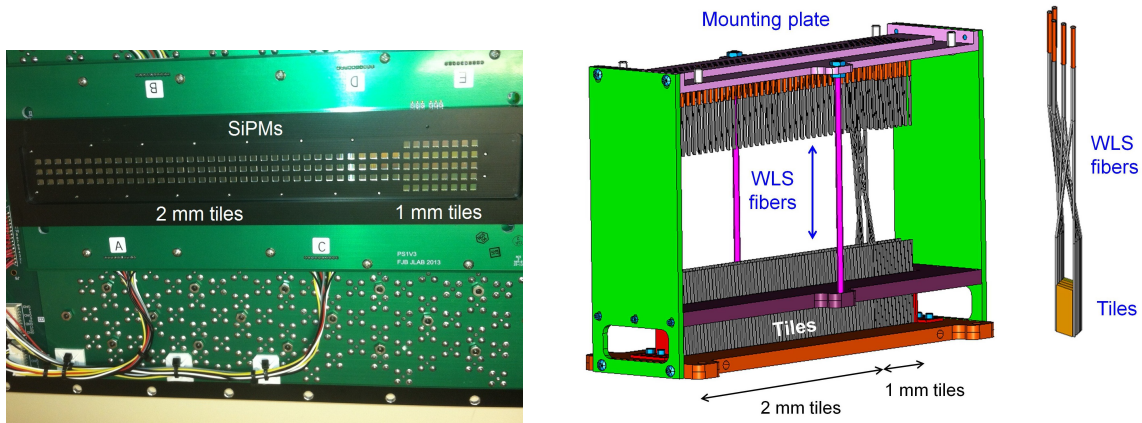 B
D
E
SiPMs
2 mm tiles
1 mm tiles
A
C
PS1V3
FJB JLAB 2013
Mounting plate
WLS
fibers
Tiles
2 mm tiles
1 mm tiles
WLS
fibers
Tiles